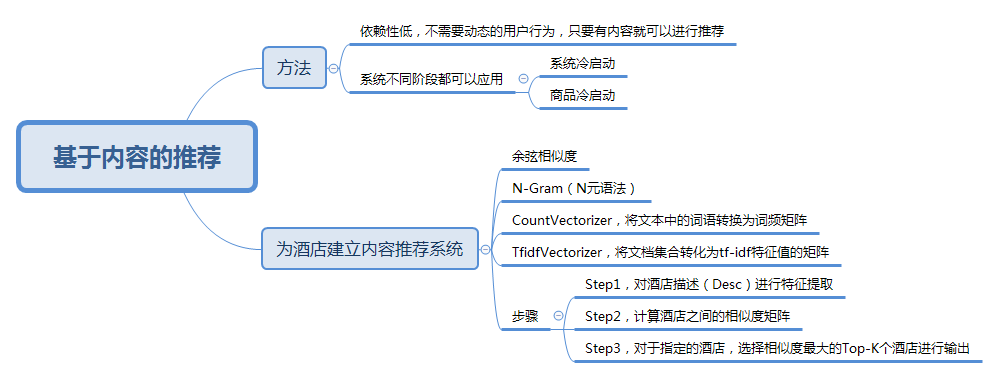 基于内容的推荐
方法
依赖性低，不需要动态的用户行为，只要有内容就可以进行推荐
系统不同阶段都可以应用
系统冷启动
商品冷启动
为酒店建立内容推荐系统
余弦相似度
N-Gram（N元语法）
CountVectorizer，将文本中的词语转换为词频矩阵
TfidfVectorizer，将文档集合转化为tf-idf特征值的矩阵
步骤
Step1，对酒店描述（Desc）进行特征提取
Step2，计算酒店之间的相似度矩阵
Step3，对于指定的酒店，选择相似度最大的Top-K个酒店进行输出